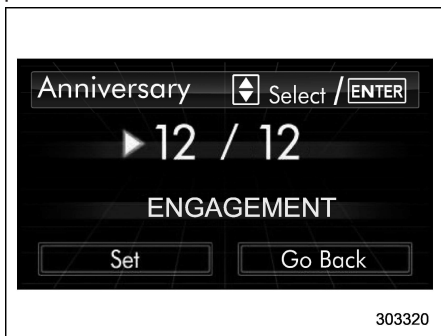 Anniversary Select / ENTER
12 / 12
ENGAGEMENT
Set Go Back
303320